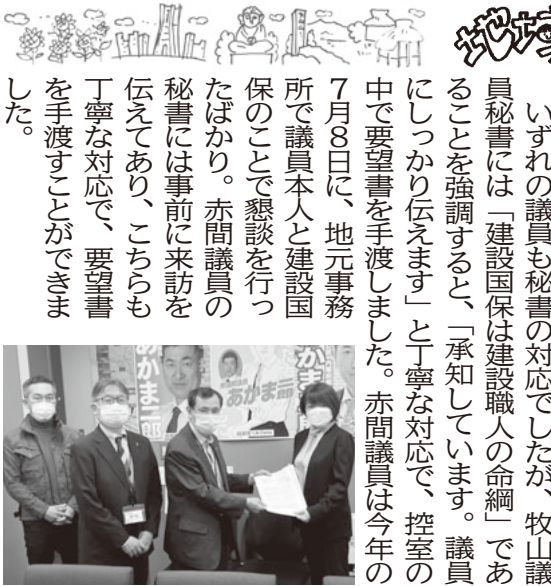 いずれの議員も秘書の対応でしたが、牧山議
員秘書には「建設国保は建設職人の命綱」であ
ることを強調すると、「承知しています。議員
にしっかり伝えます」と丁寧な対応で、控室の
中で要望書を手渡しました。赤間議員は今年の
7月8日に、地元事務
所で議員本人と建設国
保のことで懇談を行っ
たばかり。赤間議員の
秘書には事前に来訪を
伝えてあり、こちらも
丁寧な対応で、要望書
を手渡すことができま
した。
あかま二郎